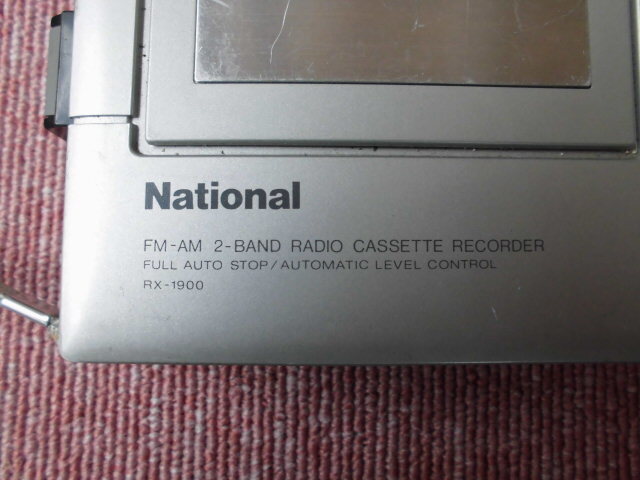 National
FM-AM 2-BAND RADIO CASSETTE RECORDER
FULL AUTO STOP/AUTOMATIC LEVEL CONTROL
RX-1900